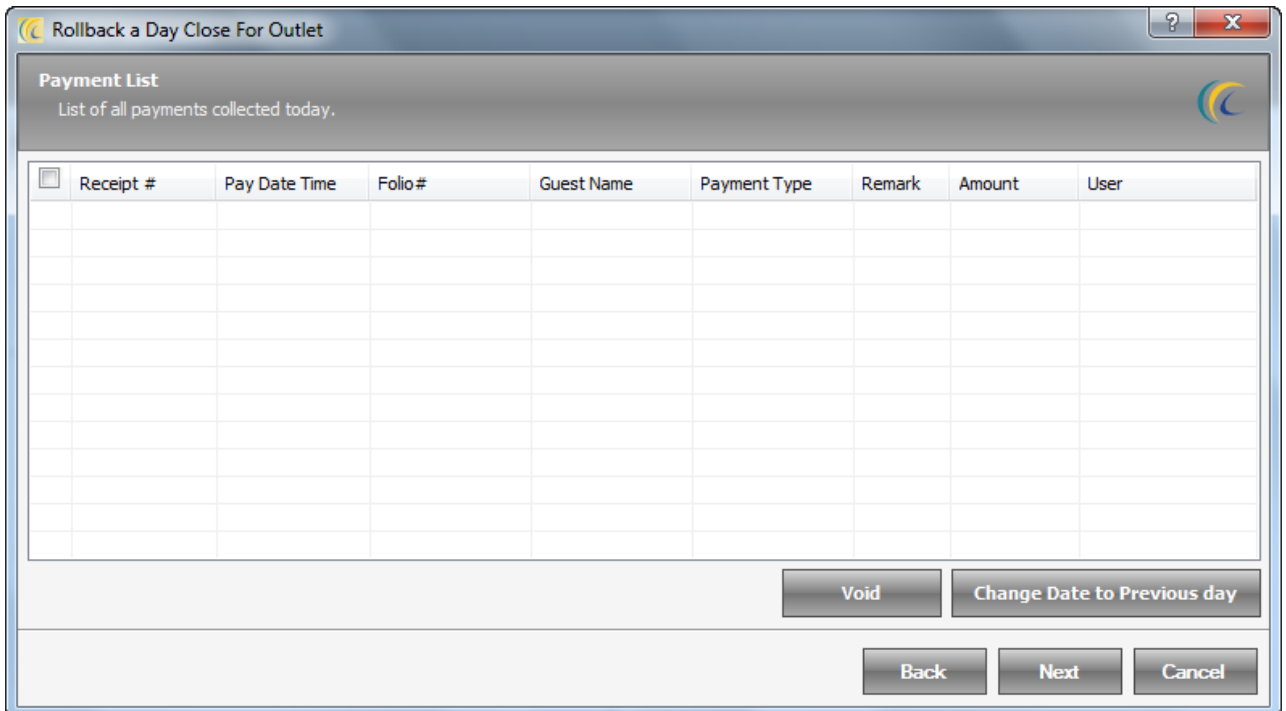 Rollback a Day Close For Outlet
? X
Payment List
List of all payments collected today.
Receipt # Pay Date Time Folio# Guest Name Payment Type Remark Amount User
Void Change Date to Previous day
Back Next Cancel